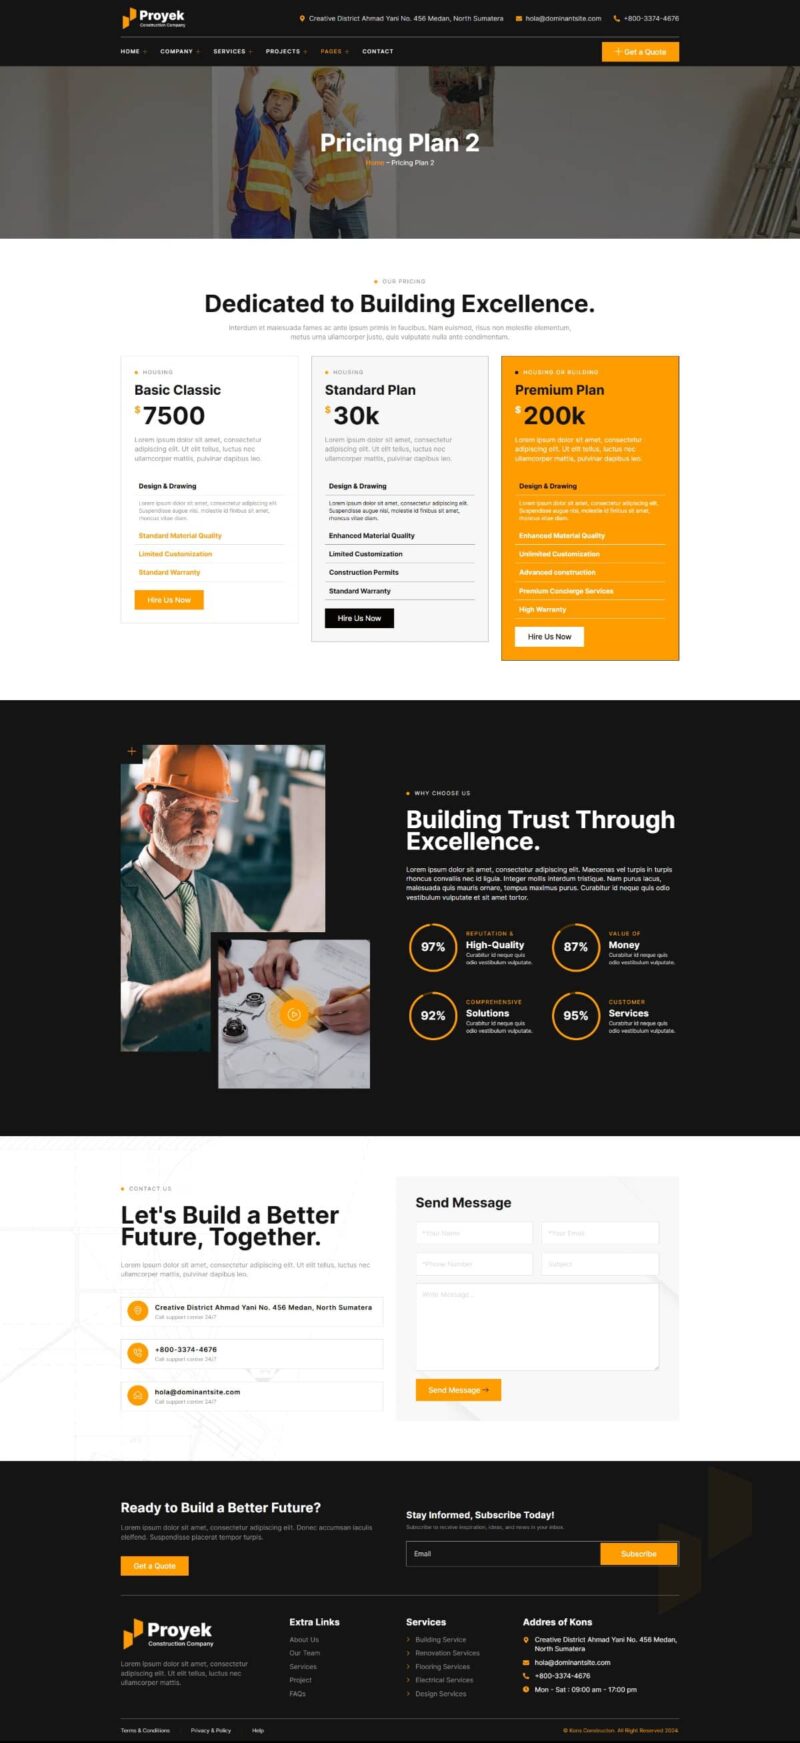 Proyek
Construction Company
Creative District Ahmad Yani No. 456 Medan, North Sumatera
hola@dominantsite.com
+800-3374-4676
HOME +
COMPANY +
SERVICES +
PROJECTS +
PAGES +
CONTACT
+ Get a Quote
Pricing Plan 2
Home – Pricing Plan 2
OUR PRICING
Dedicated to Building Excellence.
Interdum et malesuada fames ac ante ipsum primis in faucibus. Nam euismod, risus non molestie elementum,
metus urna ullamcorper justo, quis vulputate nulla ante condimentum.
HOUSING
Basic Classic
$7500
Lorem ipsum dolor sit amet, consectetur
adipiscing elit. Ut elit tellus, luctus nec
ullamcorper mattis, pulvinar dapibus leo.
Design & Drawing
Lorem ipsum dolor sit amet, consectetur adipiscing elit.
Suspendisse augue nisi, molestie id finibus sit amet,
rhoncus vitae diam.
Standard Material Quality
Limited Customization
Standard Warranty
Hire Us Now
HOUSING
Standard Plan
$30k
Lorem ipsum dolor sit amet, consectetur
adipiscing elit. Ut elit tellus, luctus nec
ullamcorper mattis, pulvinar dapibus leo.
Design & Drawing
Lorem ipsum dolor sit amet, consectetur adipiscing elit.
Suspendisse augue nisi, molestie id finibus sit amet,
rhoncus vitae diam.
Enhanced Material Quality
Limited Customization
Construction Permits
Standard Warranty
Hire Us Now
HOUSING OR BUILDING
Premium Plan
$200k
Lorem ipsum dolor sit amet, consectetur
adipiscing elit. Ut elit tellus, luctus nec
ullamcorper mattis, pulvinar dapibus leo.
Design & Drawing
Lorem ipsum dolor sit amet, consectetur adipiscing elit.
Suspendisse augue nisi, molestie id finibus sit amet,
rhoncus vitae diam.
Enhanced Material Quality
Unlimited Customization
Advanced construction
Premium Concierge Services
High Warranty
Hire Us Now
WHY CHOOSE US
Building Trust Through
Excellence.
Lorem ipsum dolor sit amet, consectetur adipiscing elit. Maecenas vel turpis in turpis
rhoncus convallis nec id ligula. Integer mollis interdum tristique. Nam purus lacus,
malesuada quis mauris ornare, tempus maximus purus. Curabitur id neque quis odio
vestibulum vulputate et sit amet tortor.
97%
REPUTATION &
High-Quality
Curabitur id neque quis
odio vestibulum vulputate.
87%
VALUE OF
Money
Curabitur id neque quis
odio vestibulum vulputate.
92%
COMPREHENSIVE
Solutions
Curabitur id neque quis
odio vestibulum vulputate.
95%
CUSTOMER
Services
Curabitur id neque quis
odio vestibulum vulputate.
CONTACT US
Let's Build a Better
Future, Together.
Lorem ipsum dolor sit amet, consectetur adipiscing elit. Ut elit tellus, luctus nec
ullamcorper mattis, pulvinar dapibus leo.
Creative District Ahmad Yani No. 456 Medan, North Sumatera
Call support center 24/7
+800-3374-4676
Call support center 24/7
hola@dominantsite.com
Call support center 24/7
Send Message
*Your Name
*Your Email
*Phone Number
Subject
Write Message...
Send Message →
Ready to Build a Better Future?
Lorem ipsum dolor sit amet, consectetur adipiscing elit. Donec accumsan iaculis
eleifend. Suspendisse placerat tempor turpis.
Get a Quote
Stay Informed, Subscribe Today!
Subscribe to receive inspiration, ideas, and news in your inbox.
Email
Subscribe
Proyek
Construction Company
Lorem ipsum dolor sit amet, consectetur
adipiscing elit. Ut elit tellus, luctus nec
ullamcorper mattis.
Extra Links
About Us
Our Team
Services
Project
FAQs
Services
Building Service
Renovation Services
Flooring Services
Electrical Services
Design Services
Addres of Kons
Creative District Ahmad Yani No. 456 Medan,
North Sumatera
hola@dominantsite.com
+800-3374-4676
Mon - Sat : 09:00 am - 17:00 pm
Terms & Conditions
Privacy & Policy
Help
© Kons Constructon. All Right Reserved 2024.